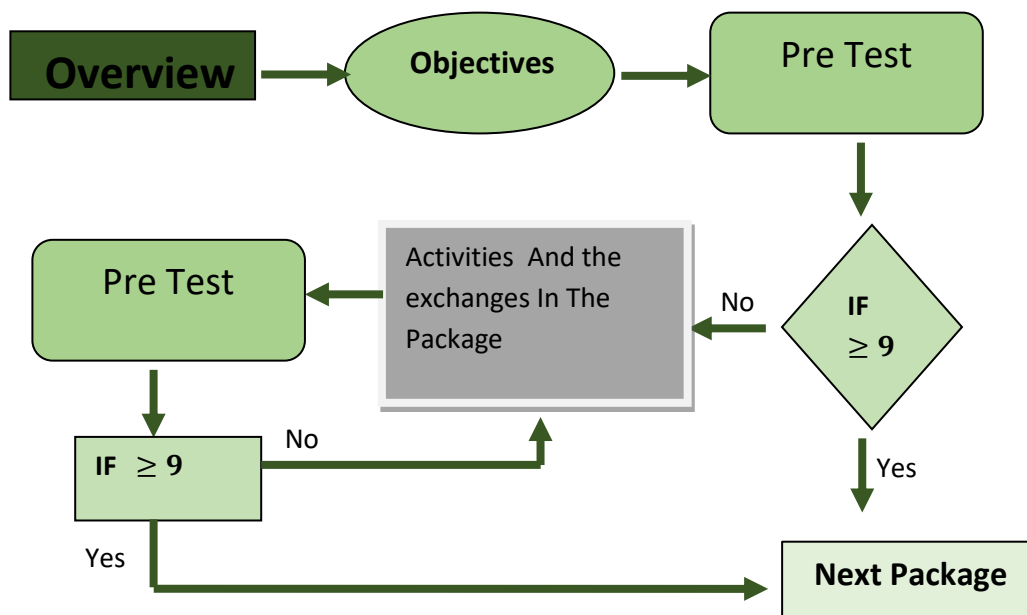 Overview
Objectives
Pre Test
IF
≥ 9
No
Activities And the
exchanges In The
Package
Pre Test
IF ≥ 9
No
Yes
Yes
Next Package